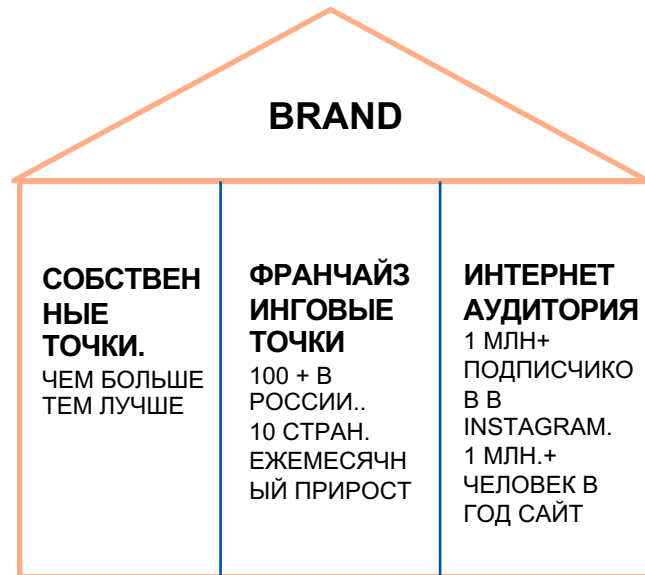 BRAND
СОБСТВЕН
НЫЕ
ТОЧКИ.
ЧЕМ БОЛЬШЕ
ТЕМ ЛУЧШЕ
ФРАНЧАЙЗ
ИНГОВЫЕ
ТОЧКИ
100 + В
РОССИИ..
10 СТРАН.
ЕЖЕМЕСЯЧН
ЫЙ ПРИРОСТ
ИНТЕРНЕТ
АУДИТОРИЯ
1 МЛН+
ПОДПИСЧИКО
В В
INSTAGRAM.
1 МЛН.+
ЧЕЛОВЕК В
ГОД САЙТ